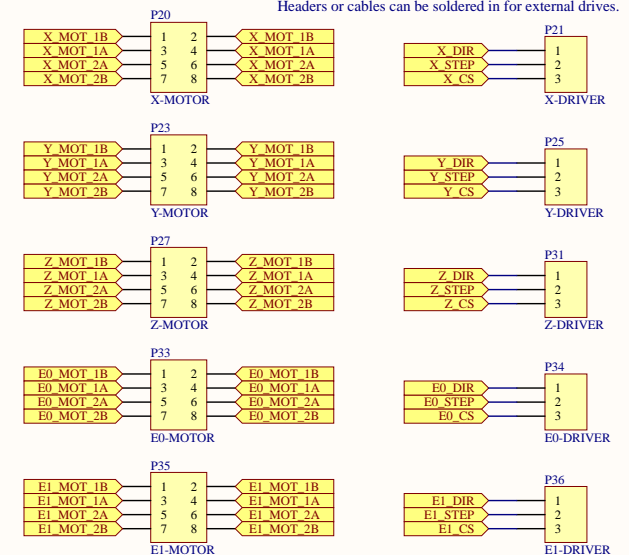 Headers or cables can be soldered in for external drives.
P20
X_MOT_1B 1 2 X_MOT_1B
X_MOT_1A 3 4 X_MOT_1A
X_MOT_2A 5 6 X_MOT_2A
X_MOT_2B 7 8 X_MOT_2B
X-MOTOR
P21
X_DIR 1
X_STEP 2
X_CS 3
X-DRIVER
P23
Y_MOT_1B 1 2 Y_MOT_1B
Y_MOT_1A 3 4 Y_MOT_1A
Y_MOT_2A 5 6 Y_MOT_2A
Y_MOT_2B 7 8 Y_MOT_2B
Y-MOTOR
P25
Y_DIR 1
Y_STEP 2
Y_CS 3
Y-DRIVER
P27
Z_MOT_1B 1 2 Z_MOT_1B
Z_MOT_1A 3 4 Z_MOT_1A
Z_MOT_2A 5 6 Z_MOT_2A
Z_MOT_2B 7 8 Z_MOT_2B
Z-MOTOR
P31
Z_DIR 1
Z_STEP 2
Z_CS 3
Z-DRIVER
P33
E0_MOT_1B 1 2 E0_MOT_1B
E0_MOT_1A 3 4 E0_MOT_1A
E0_MOT_2A 5 6 E0_MOT_2A
E0_MOT_2B 7 8 E0_MOT_2B
E0-MOTOR
P34
E0_DIR 1
E0_STEP 2
E0_CS 3
E0-DRIVER
P35
E1_MOT_1B 1 2 E1_MOT_1B
E1_MOT_1A 3 4 E1_MOT_1A
E1_MOT_2A 5 6 E1_MOT_2A
E1_MOT_2B 7 8 E1_MOT_2B
E1-MOTOR
P36
E1_DIR 1
E1_STEP 2
E1_CS 3
E1-DRIVER